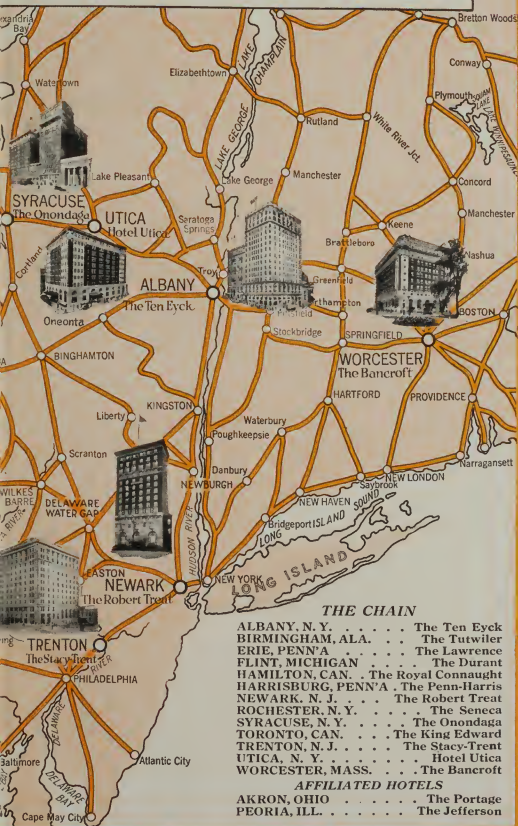 Bay
Bretton Woods
Conway
Watertown
Elizabethtown
LAKE CHAMPLAIN
Plymouth
SQUAM LAKE
Rutland
White River Jct.
LAKE GEORGE
Lake Pleasant
Lake George
Manchester
Concord
SYRACUSE
The Onondaga
UTICA
Hotel Utica
Saratoga
Springs
Manchester
Keene
Brattleboro
Nashua
Cortland
Troy
Greenfield
ALBANY
The Ten Eyck
BOSTON
Oneonta
Stockbridge
SPRINGFIELD
WORCESTER
The Bancroft
BINGHAMTON
HARTFORD
PROVIDENCE
Liberty
KINGSTON
Waterbury
Poughkeepsie
Scranton
Danbury
NEWBURGH
Narragansett
NEW LONDON
Saybrook
WILKES
BARRE
NEW HAVEN
DELAWARE
WATER GAP
HUDSON RIVER
Bridgeport
LONG ISLAND SOUND
EASTON
NEWARK
The Robert Treat
NEW YORK
LONG ISLAND
TRENTON
The Stacy Trent
RIVER
PHILADELPHIA
DELAWARE
Baltimore
Atlantic City
DELAWARE
BAY
Cape May City
THE CHAIN
ALBANY, N. Y. . . . . . The Ten Eyck
BIRMINGHAM, ALA. . . . The Tutwiler
ERIE, PENN'A . . . . . The Lawrence
FLINT, MICHIGAN . . . . The Durant
HAMILTON, CAN. . The Royal Connaught
HARRISBURG, PENN'A . The Penn-Harris
NEWARK. N. J. . . . . The Robert Treat
ROCHESTER, N. Y. . . . . The Seneca
SYRACUSE, N. Y. . . . . The Onondaga
TORONTO, CAN. . . . The King Edward
TRENTON, N. J. . . . . The Stacy-Trent
UTICA, N. Y. . . . . . . Hotel Utica
WORCESTER, MASS. . . . The Bancroft
AFFILIATED HOTELS
AKRON, OHIO . . . . . . The Portage
PEORIA, ILL. . . . . . The Jefferson